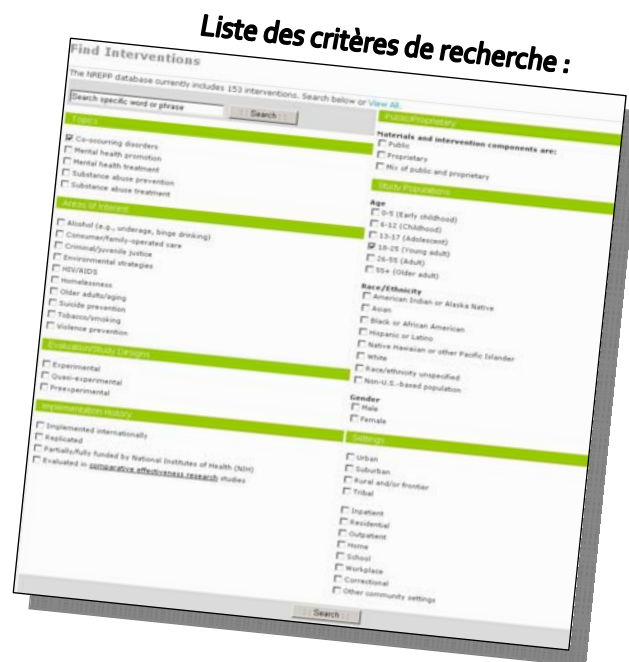 Liste des critères de recherche :
Find Interventions
The NREPP database currently includes 153 interventions. Search below or View All.
Search specific word or phrase
Search
Topics
Co-occurring disorders
Mental health promotion
Mental health treatment
Substance abuse prevention
Substance abuse treatment
Areas of Interest
Alcohol (e.g., underage, binge drinking)
Consumer/family-operated care
Criminal/juvenile justice
Environmental strategies
HIV/AIDS
Homelessness
Older adults/aging
Suicide prevention
Tobacco/smoking
Violence prevention
Evaluation/Study Designs
Experimental
Quasi-experimental
Preexperimental
Implementation History
Implemented internationally
Replicated
Partially/fully funded by National Institutes of Health (NIH)
Evaluated in comparative effectiveness research studies
Public/Proprietary
Materials and intervention components are:
Public
Proprietary
Mix of public and proprietary
Study Populations
Age
0-5 (Early childhood)
6-12 (Childhood)
13-17 (Adolescent)
18-25 (Young adult)
26-55 (Adult)
55+ (Older adult)
Race/Ethnicity
American Indian or Alaska Native
Asian
Black or African American
Hispanic or Latino
Native Hawaiian or other Pacific Islander
White
Race/ethnicity unspecified
Non-U.S.-based population
Gender
Male
Female
Settings
Urban
Suburban
Rural and/or frontier
Tribal
Inpatient
Residential
Outpatient
Home
School
Workplace
Correctional
Other community settings
Search